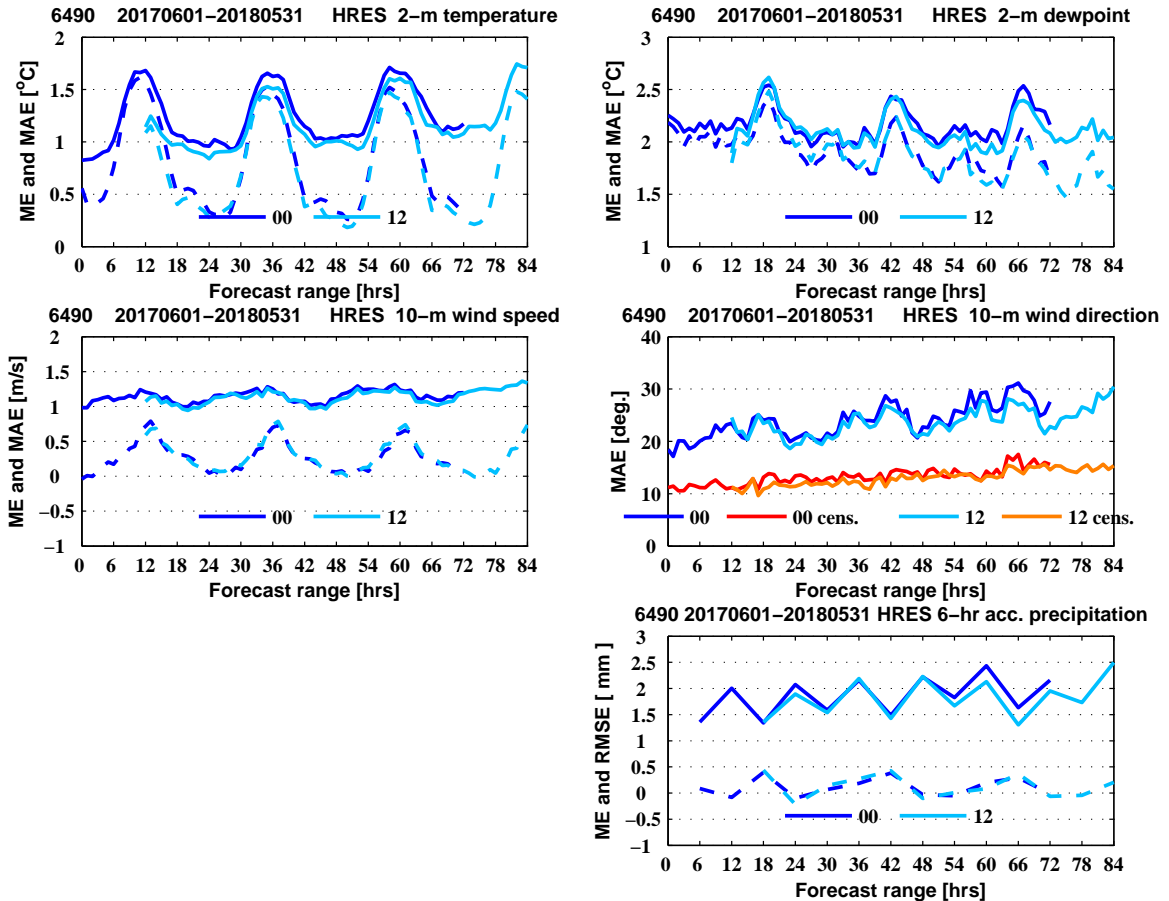 6490 20170601−20180531 HRES 2−m temperature
ME and MAE [°C]
2
1.5
1
0.5
0
00 12
0 6 12 18 24 30 36 42 48 54 60 66 72 78 84
Forecast range [hrs]
6490 20170601−20180531 HRES 2−m dewpoint
ME and MAE [°C]
3
2.5
2
1.5
1
00 12
0 6 12 18 24 30 36 42 48 54 60 66 72 78 84
Forecast range [hrs]
6490 20170601−20180531 HRES 10−m wind speed
ME and MAE [m/s]
2
1.5
1
0.5
0
−0.5
−1
00 12
0 6 12 18 24 30 36 42 48 54 60 66 72 78 84
Forecast range [hrs]
6490 20170601−20180531 HRES 10−m wind direction
MAE [deg.]
40
30
20
10
0
00 00 cens. 12 12 cens.
0 6 12 18 24 30 36 42 48 54 60 66 72 78 84
Forecast range [hrs]
6490 20170601−20180531 HRES 6−hr acc. precipitation
ME and RMSE [ mm ]
3
2.5
2
1.5
1
0.5
0
−0.5
−1
00 12
0 6 12 18 24 30 36 42 48 54 60 66 72 78 84
Forecast range [hrs]